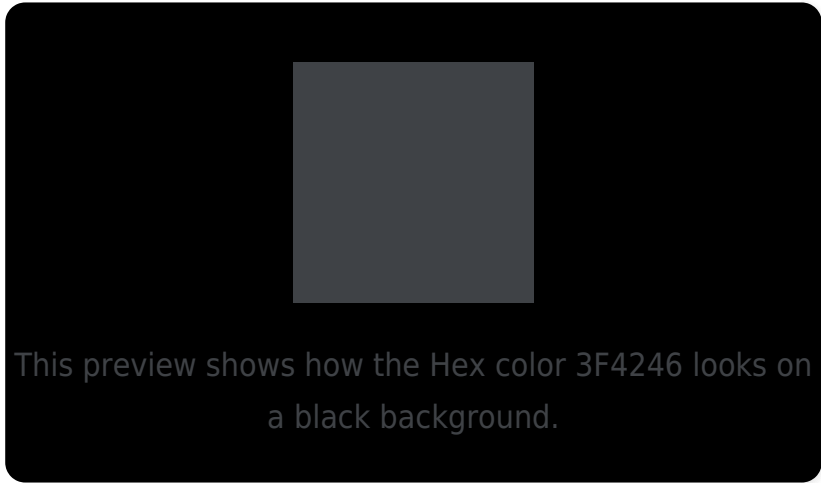 This preview shows how the Hex color 3F4246 looks on
a black background.